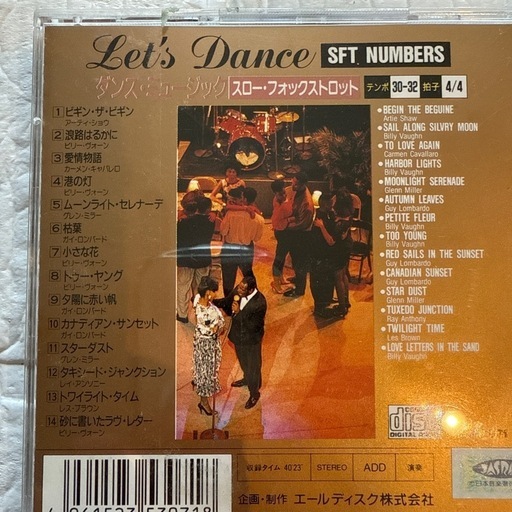 Let's Dance SFT NUMBERS
ダンス・ミュージック スロー・フォックストロット テンポ 30-32 拍子 4/4
1 ビギン・ザ・ビギン
アーティ・ショウ
2 浪路はるかに
ビリー・ヴォーン
3 愛情物語
カーメン・キャバレロ
4 港の灯
ビリー・ヴォーン
5 ムーンライト・セレナーデ
グレン・ミラー
6 枯葉
ガイ・ロンバード
7 小さな花
ビリー・ヴォーン
8 トゥー・ヤング
ビリー・ヴォーン
9 夕陽に赤い帆
ガイ・ロンバード
10 カナディアン・サンセット
ガイ・ロンバード
11 スターダスト
グレン・ミラー
12 タキシード・ジャンクション
レイ・アンソニー
13 トワイライト・タイム
レス・ブラウン
14 砂に書いたラヴ・レター
ビリー・ヴォーン
•BEGIN THE BEGUINE
Artie Shaw
•SAIL ALONG SILVRY MOON
Billy Vaughn
•TO LOVE AGAIN
Carmen Cavallaro
•HARBOR LIGHTS
Billy Vaughn
•MOONLIGHT SERENADE
Glenn Miller
•AUTUMN LEAVES
Guy Lombardo
•PETITE FLEUR
Billy Vaughn
•TOO YOUNG
Billy Vaughn
•RED SAILS IN THE SUNSET
Guy Lombardo
•CANADIAN SUNSET
Guy Lombardo
•STAR DUST
Glenn Miller
•TUXEDO JUNCTION
Ray Anthony
•TWILIGHT TIME
Les Brown
•LOVE LETTERS IN THE SAND
Billy Vaughn
disc
収録タイム 40'23" STEREO ADD 演楽
企画・制作 エールディスク株式会社
JASRAC